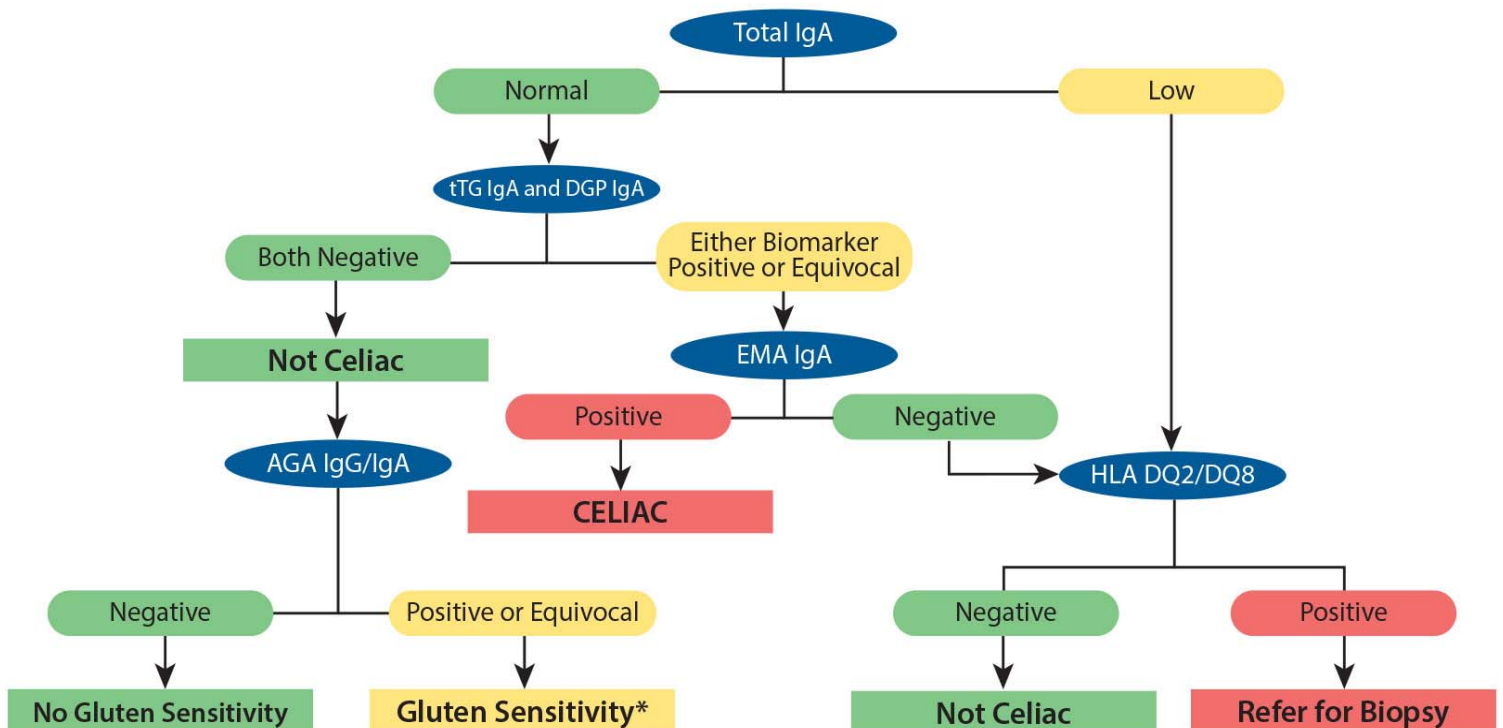 Total IgA
Normal
Low
tTG IgA and DGP IgA
Both Negative
Either Biomarker
Positive or Equivocal
Not Celiac
EMA IgA
Positive
Negative
AGA IgG/IgA
HLA DQ2/DQ8
CELIAC
Negative
Positive or Equivocal
Negative
Positive
No Gluten Sensitivity
Gluten Sensitivity*
Not Celiac
Refer for Biopsy